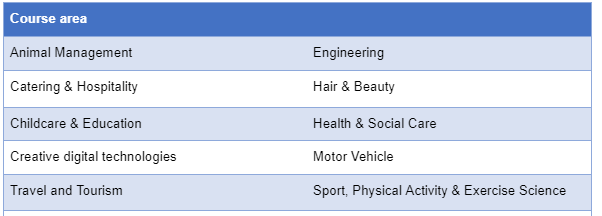 Course area
Animal Management Engineering
Catering & Hospitality Hair & Beauty
Childcare & Education Health & Social Care
Creative digital technologies Motor Vehicle
Travel and Tourism Sport, Physical Activity & Exercise Science